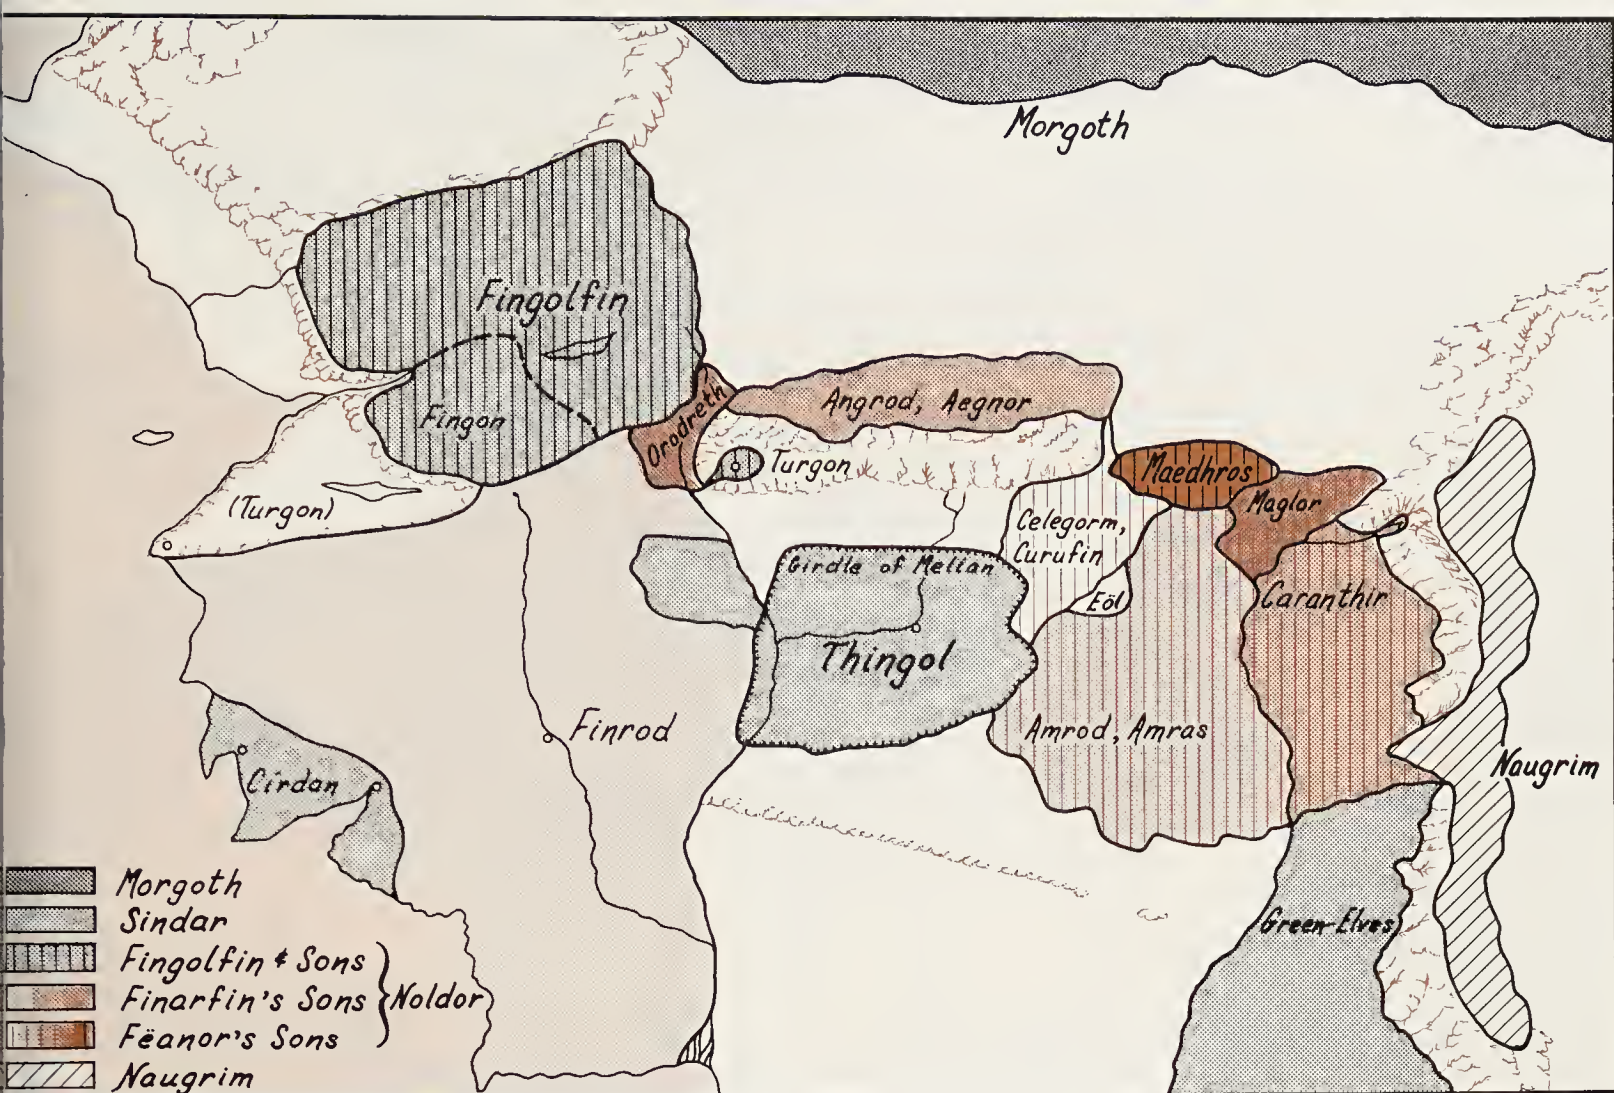 Morgoth
Fingolfin
Fingon
Orodreth
Angrod, Aegnor
Turgon
Maedhros
Maglor
(Turgon)
Celegorm,
Curufin
Girdle of Melian
Eöl
Caranthir
Thingol
Finrod
Amrod, Amras
Círdan
Naugrim
Green-Elves
Morgoth
Sindar
Fingolfin & Sons
Finarfin's Sons
Noldor
Fëanor's Sons
Naugrim